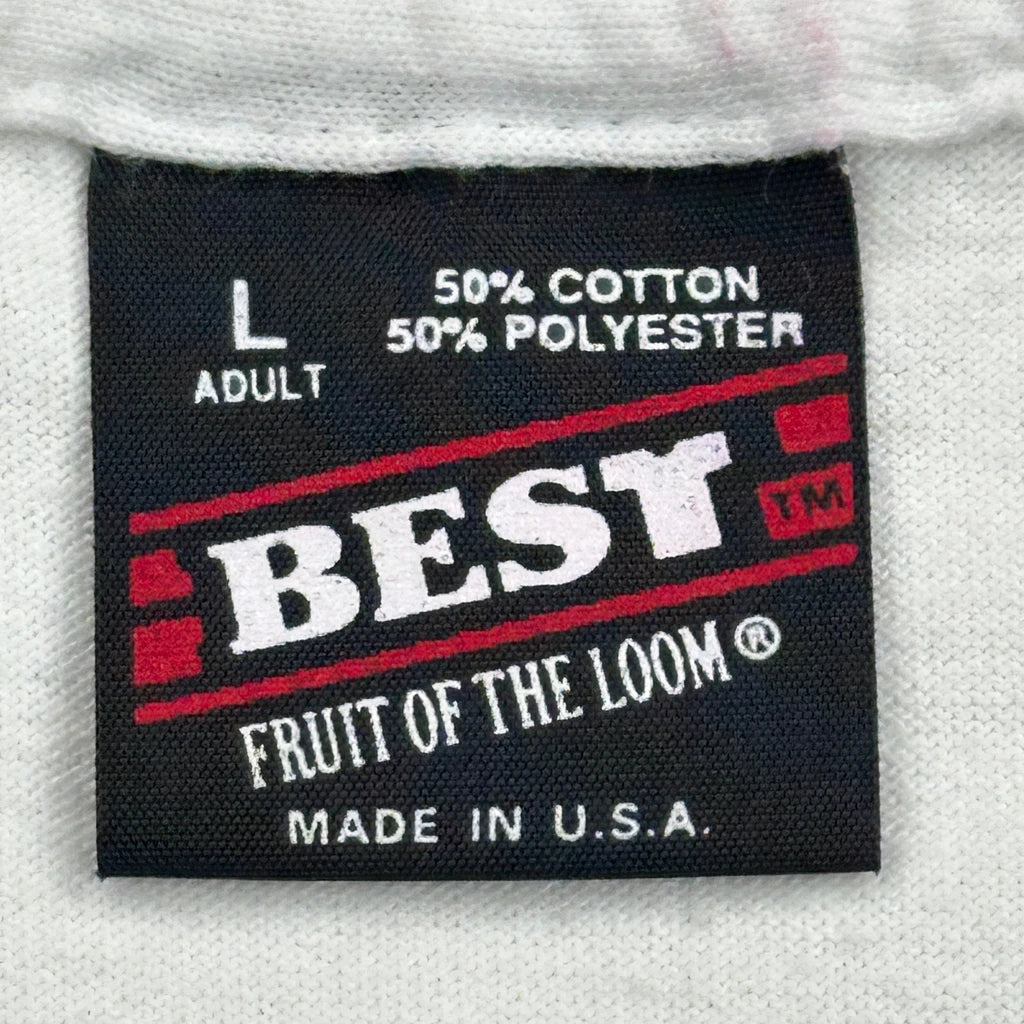 L
ADULT
50% COTTON
50% POLYESTER
BEST
TM
FRUIT OF THE LOOM®
MADE IN U.S.A.